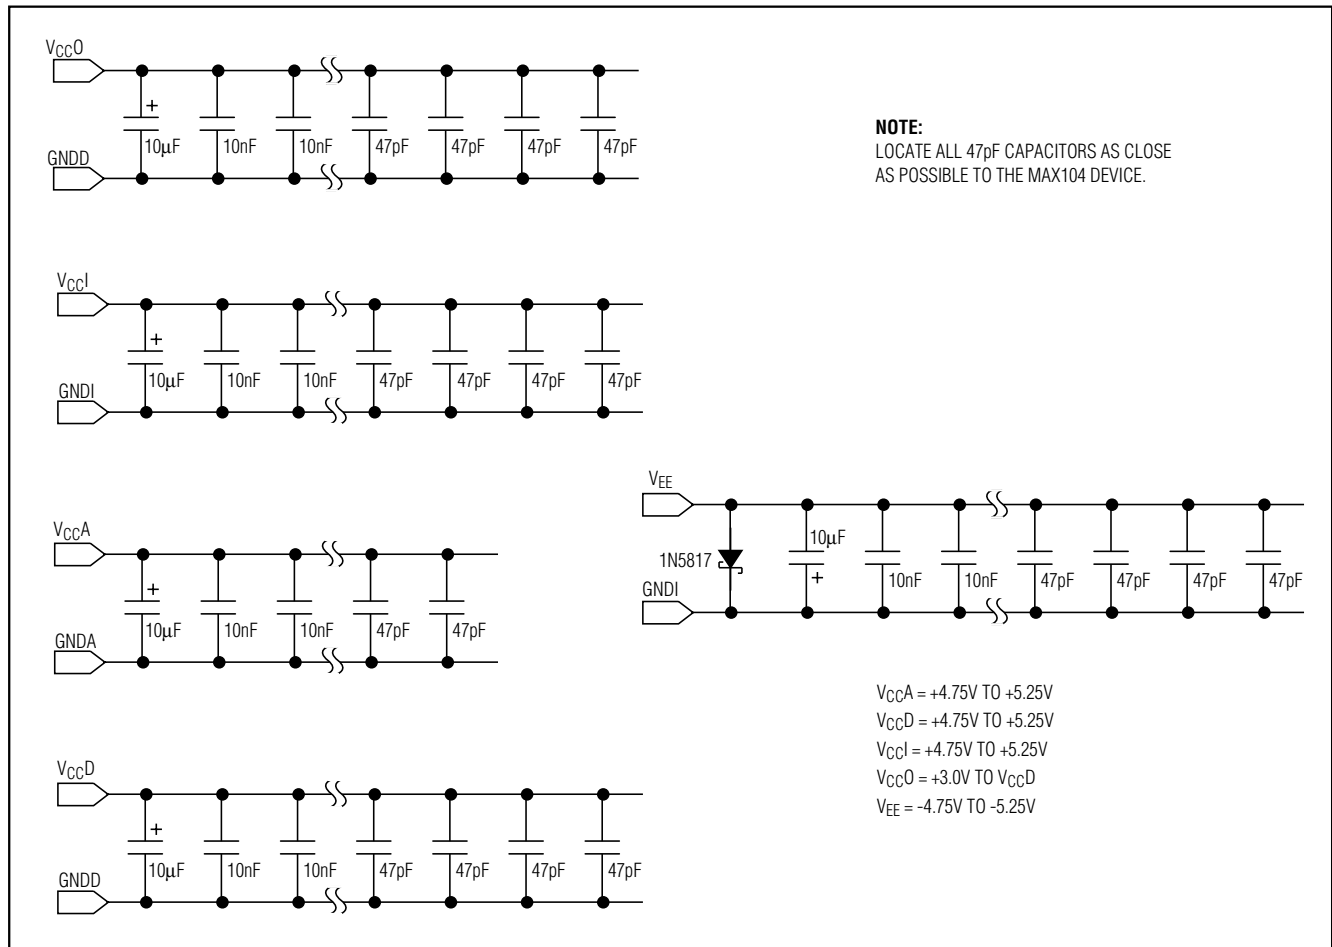 VCCO
+
10μF 10nF 10nF 47pF 47pF 47pF 47pF
GNDD
NOTE:
LOCATE ALL 47pF CAPACITORS AS CLOSE
AS POSSIBLE TO THE MAX104 DEVICE.
VCCI
+
10μF 10nF 10nF 47pF 47pF 47pF 47pF
GNDI
VCCA
+
10μF 10nF 10nF 47pF 47pF
GNDA
VEE
10μF
1N5817
+
10nF 10nF 47pF 47pF 47pF 47pF
GNDI
VCCA = +4.75V TO +5.25V
VCCD = +4.75V TO +5.25V
VCCI = +4.75V TO +5.25V
VCCO = +3.0V TO VCCD
VEE = -4.75V TO -5.25V
VCCD
+
10μF 10nF 10nF 47pF 47pF 47pF 47pF
GNDD